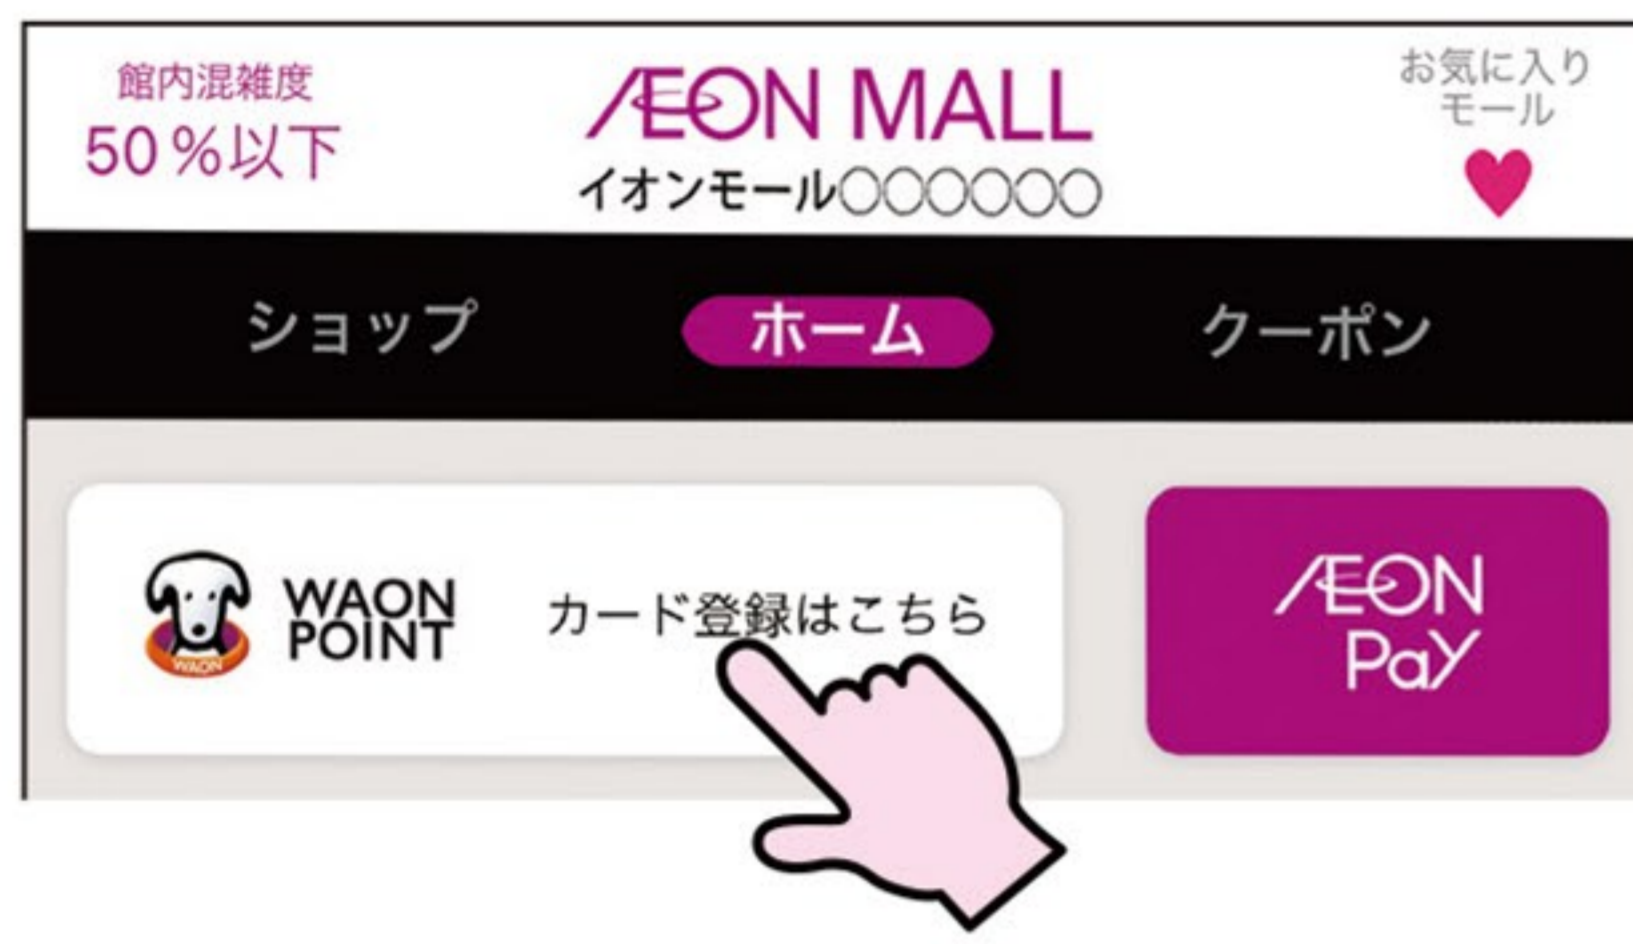 館内混雑度
50%以下
ÆON MALL
イオンモール○○○○○○
お気に入り
モール
ショップ
ホーム
クーポン
WAON
WAON
POINT
カード登録はこちら
ÆON
Pay